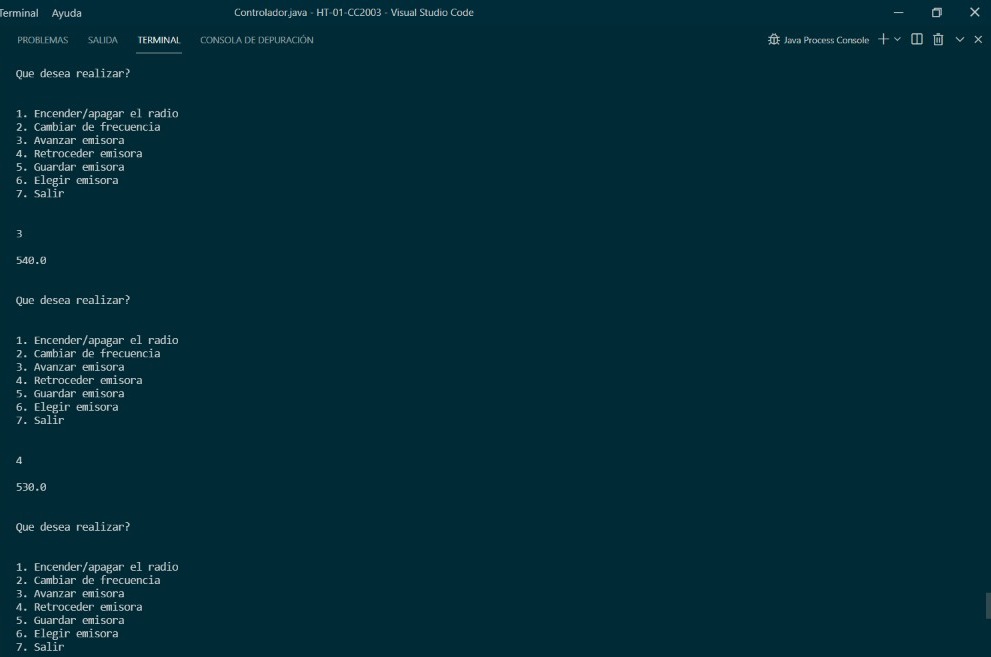 Terminal Ayuda Controlador.java - HT-01-CC2003 - Visual Studio Code
PROBLEMAS SALIDA TERMINAL CONSOLA DE DEPURACIÓN Java Process Console
Que desea realizar?
1. Encender/apagar el radio
2. Cambiar de frecuencia
3. Avanzar emisora
4. Retroceder emisora
5. Guardar emisora
6. Elegir emisora
7. Salir
3
540.0
Que desea realizar?
1. Encender/apagar el radio
2. Cambiar de frecuencia
3. Avanzar emisora
4. Retroceder emisora
5. Guardar emisora
6. Elegir emisora
7. Salir
4
530.0
Que desea realizar?
1. Encender/apagar el radio
2. Cambiar de frecuencia
3. Avanzar emisora
4. Retroceder emisora
5. Guardar emisora
6. Elegir emisora
7. Salir